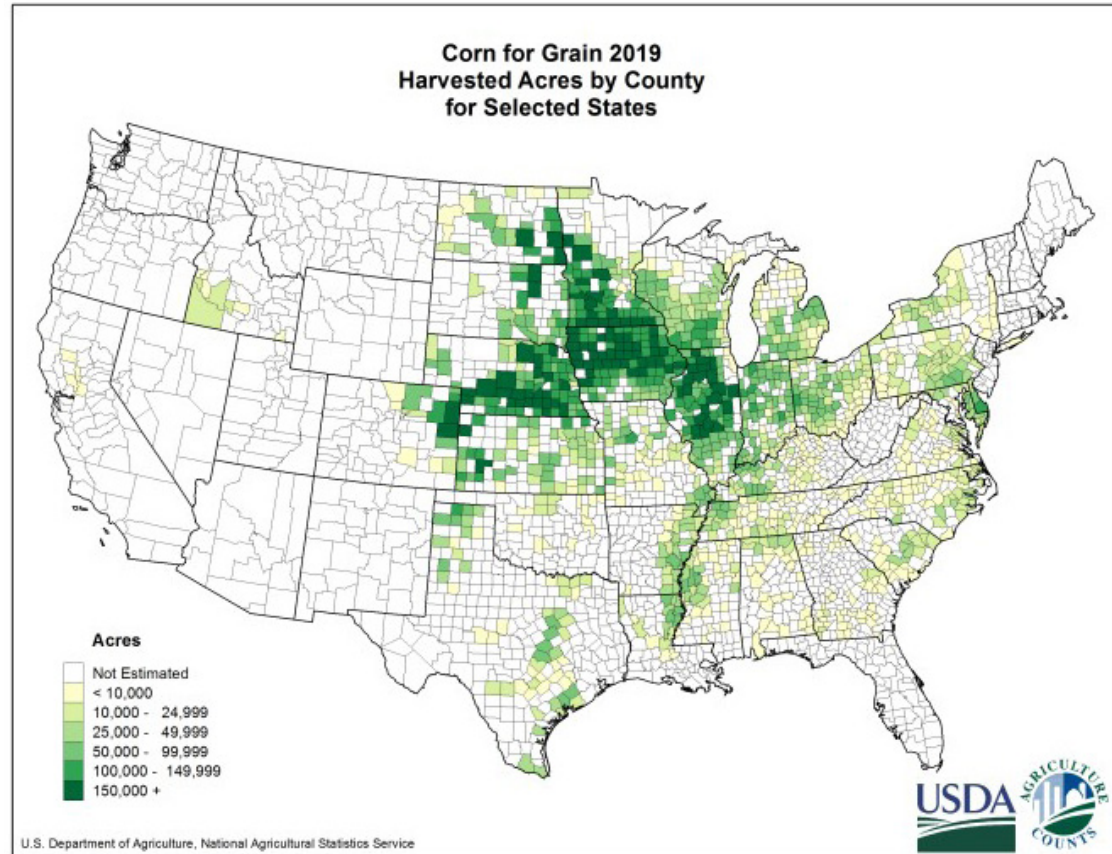 Corn for Grain 2019
Harvested Acres by County
for Selected States
Acres
Not Estimated
< 10,000
10,000 - 24,999
25,000 - 49,999
50,000 - 99,999
100,000 - 149,999
150,000 +
USDA
AGRICULTURE
COUNTS
U.S. Department of Agriculture, National Agricultural Statistics Service